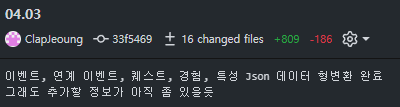 04.03
ClapJeoung 33f5469 16 changed files +809 -186
이벤트, 연계 이벤트, 퀘스트, 경험, 특성 Json 데이터 형변환 완료
그래도 추가할 정보가 아직 좀 있을듯